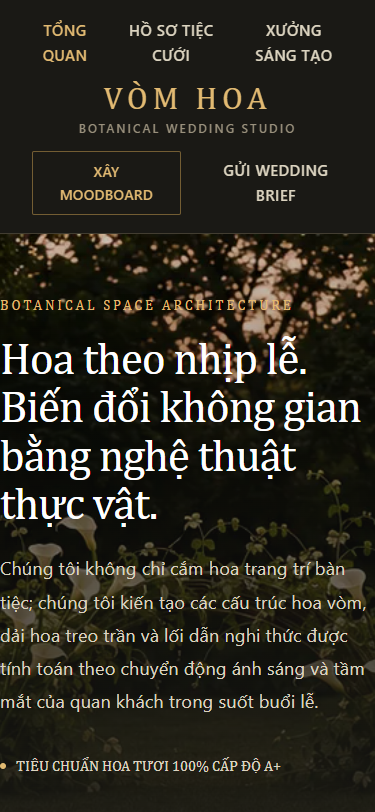 TỔNG QUAN
HỒ SƠ TIỆC CƯỚI
XƯỞNG SÁNG TẠO
VÒM HOA
BOTANICAL WEDDING STUDIO
XÂY MOODBOARD
GỬI WEDDING BRIEF
BOTANICAL SPACE ARCHITECTURE
Hoa theo nhịp lễ.
Biến đổi không gian
bằng nghệ thuật
thực vật.
Chúng tôi không chỉ cắm hoa trang trí bàn
tiệc; chúng tôi kiến tạo các cấu trúc hoa vòm,
dải hoa treo trần và lối dẫn nghi thức được
tính toán theo chuyển động ánh sáng và tầm
mắt của quan khách trong suốt buổi lễ.
TIÊU CHUẨN HOA TƯƠI 100% CẤP ĐỘ A+